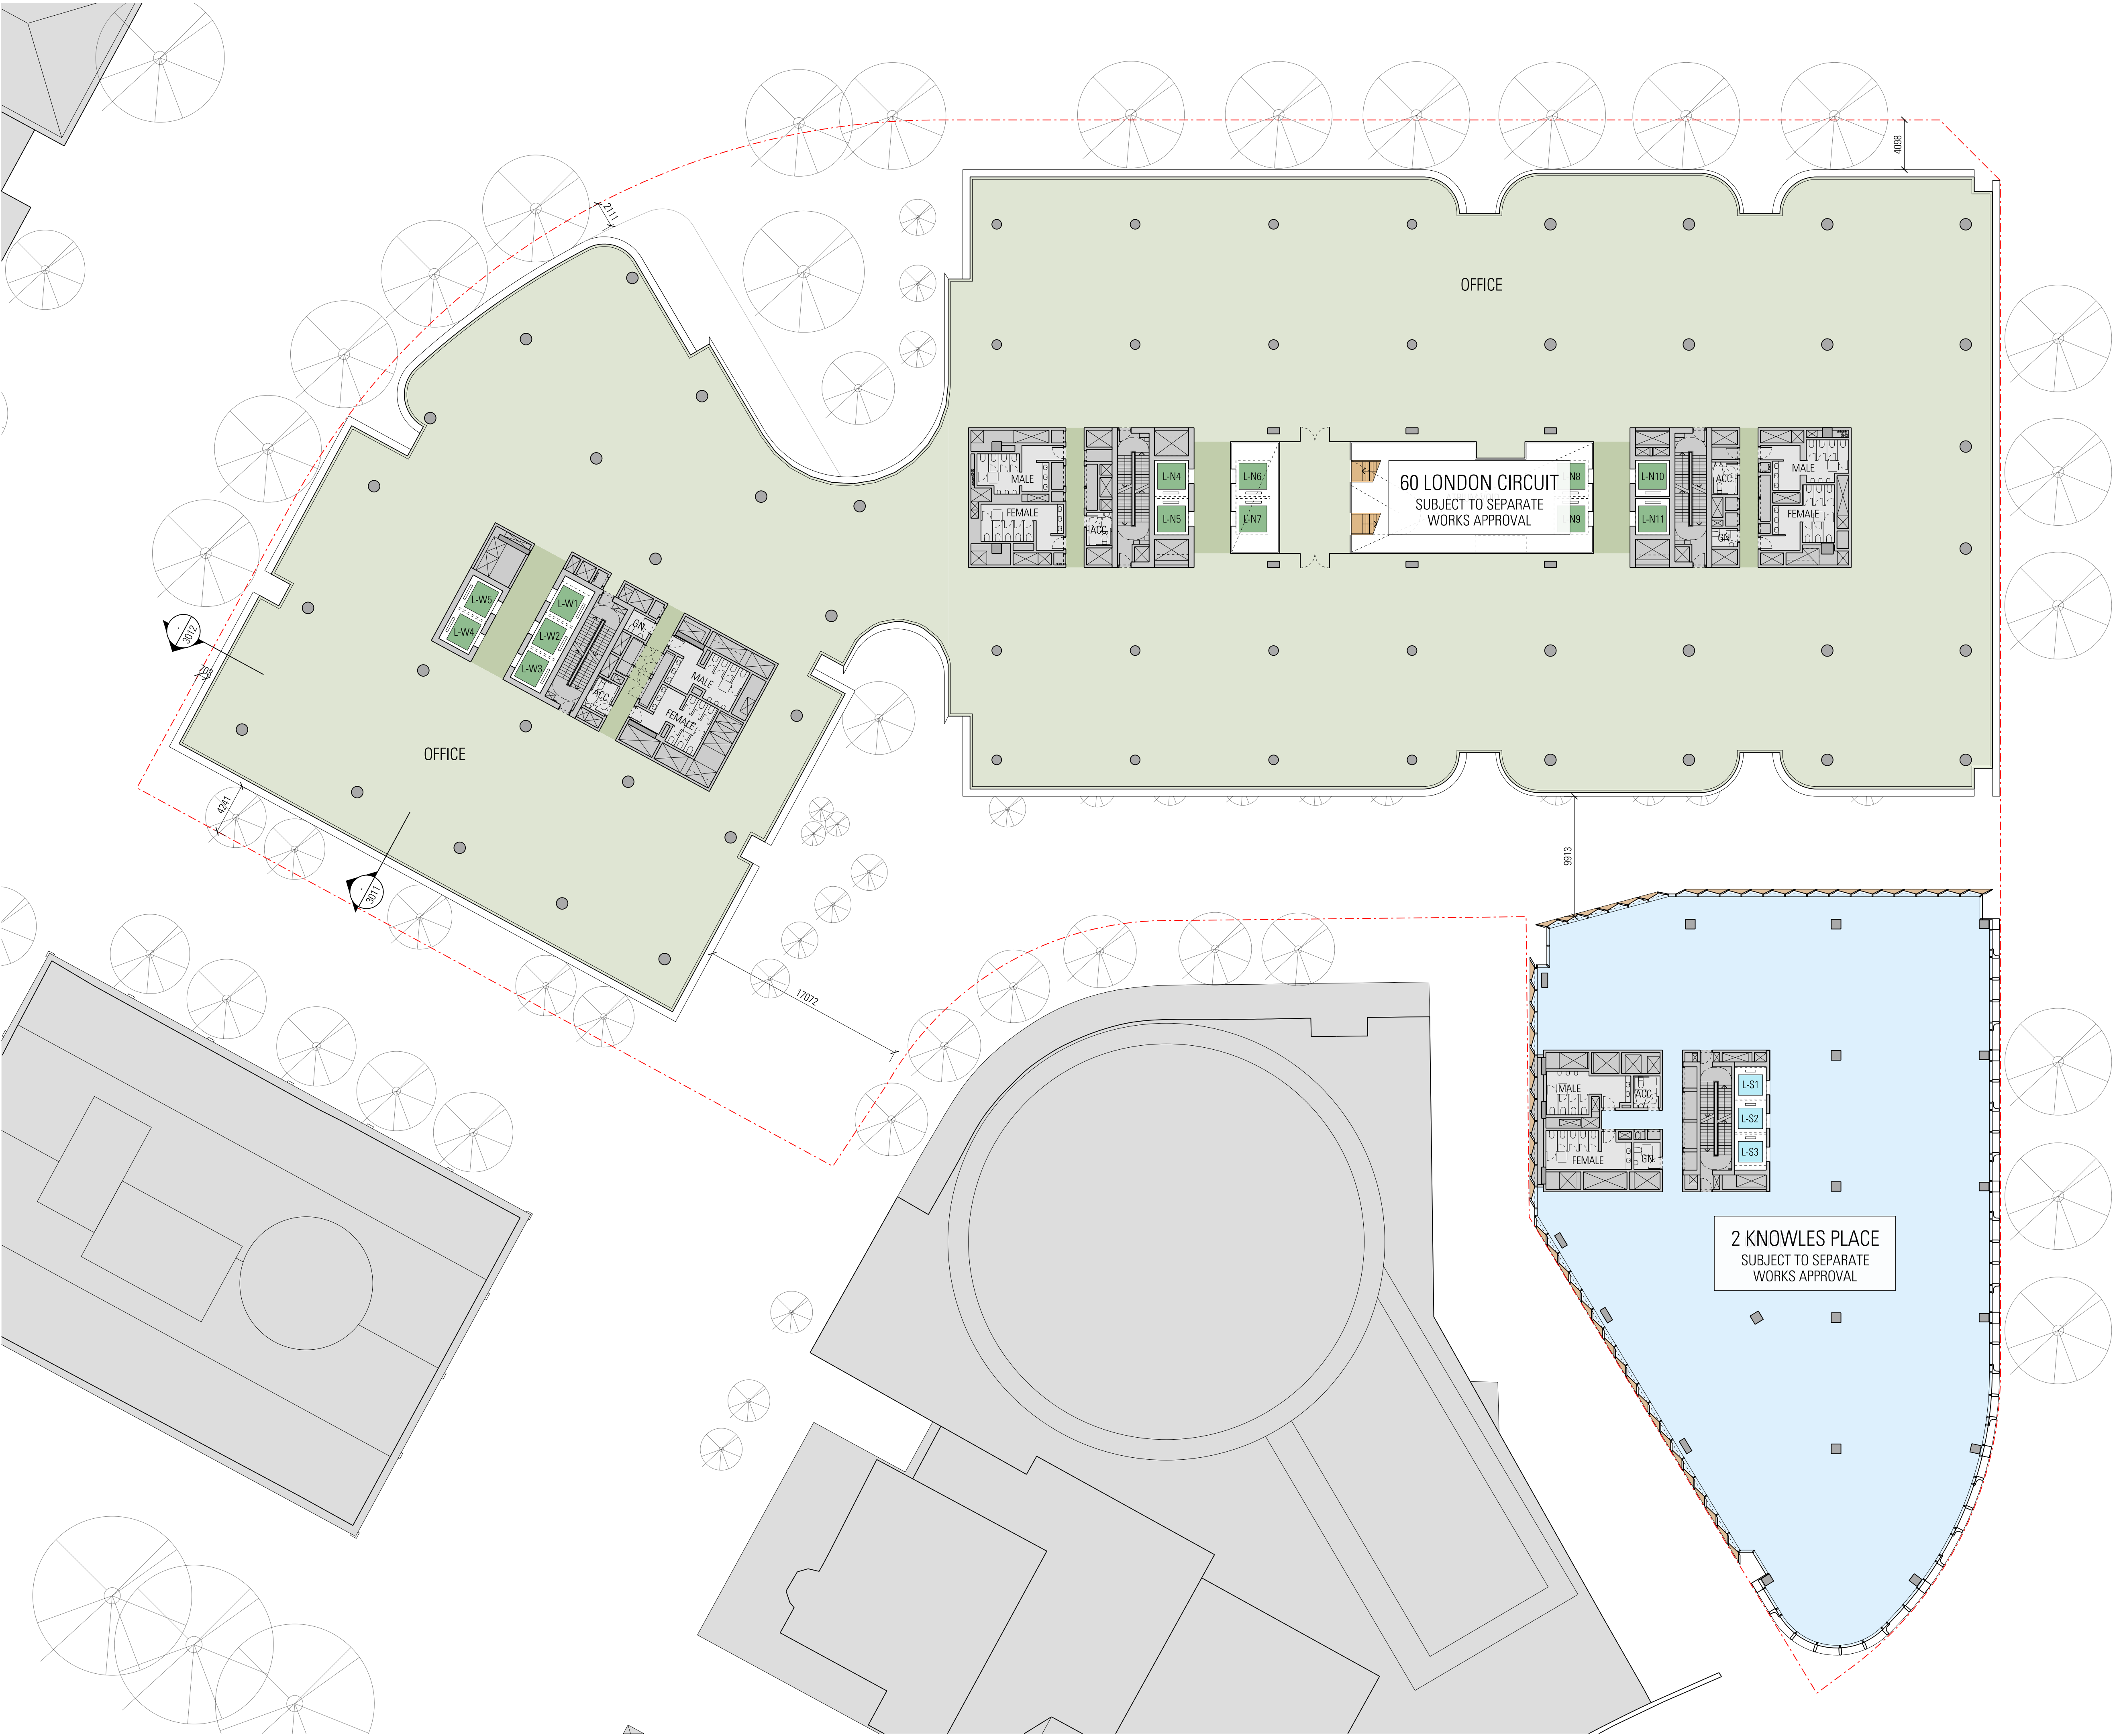 4098
2111
OFFICE
MALE
FEMALE
ACC.
L-N4
L-N5
L-N6
L-N7
60 LONDON CIRCUIT
SUBJECT TO SEPARATE
WORKS APPROVAL
N8
N9
L-N10
L-N11
ACC.
GN.
MALE
FEMALE
L-W5
L-W4
L-W1
L-W2
L-W3
GN.
ACC.
MALE
FEMALE
-
3012
703
OFFICE
4241
-
3011
9913
17072
MALE
ACC.
FEMALE
GN.
L-S1
L-S2
L-S3
2 KNOWLES PLACE
SUBJECT TO SEPARATE
WORKS APPROVAL